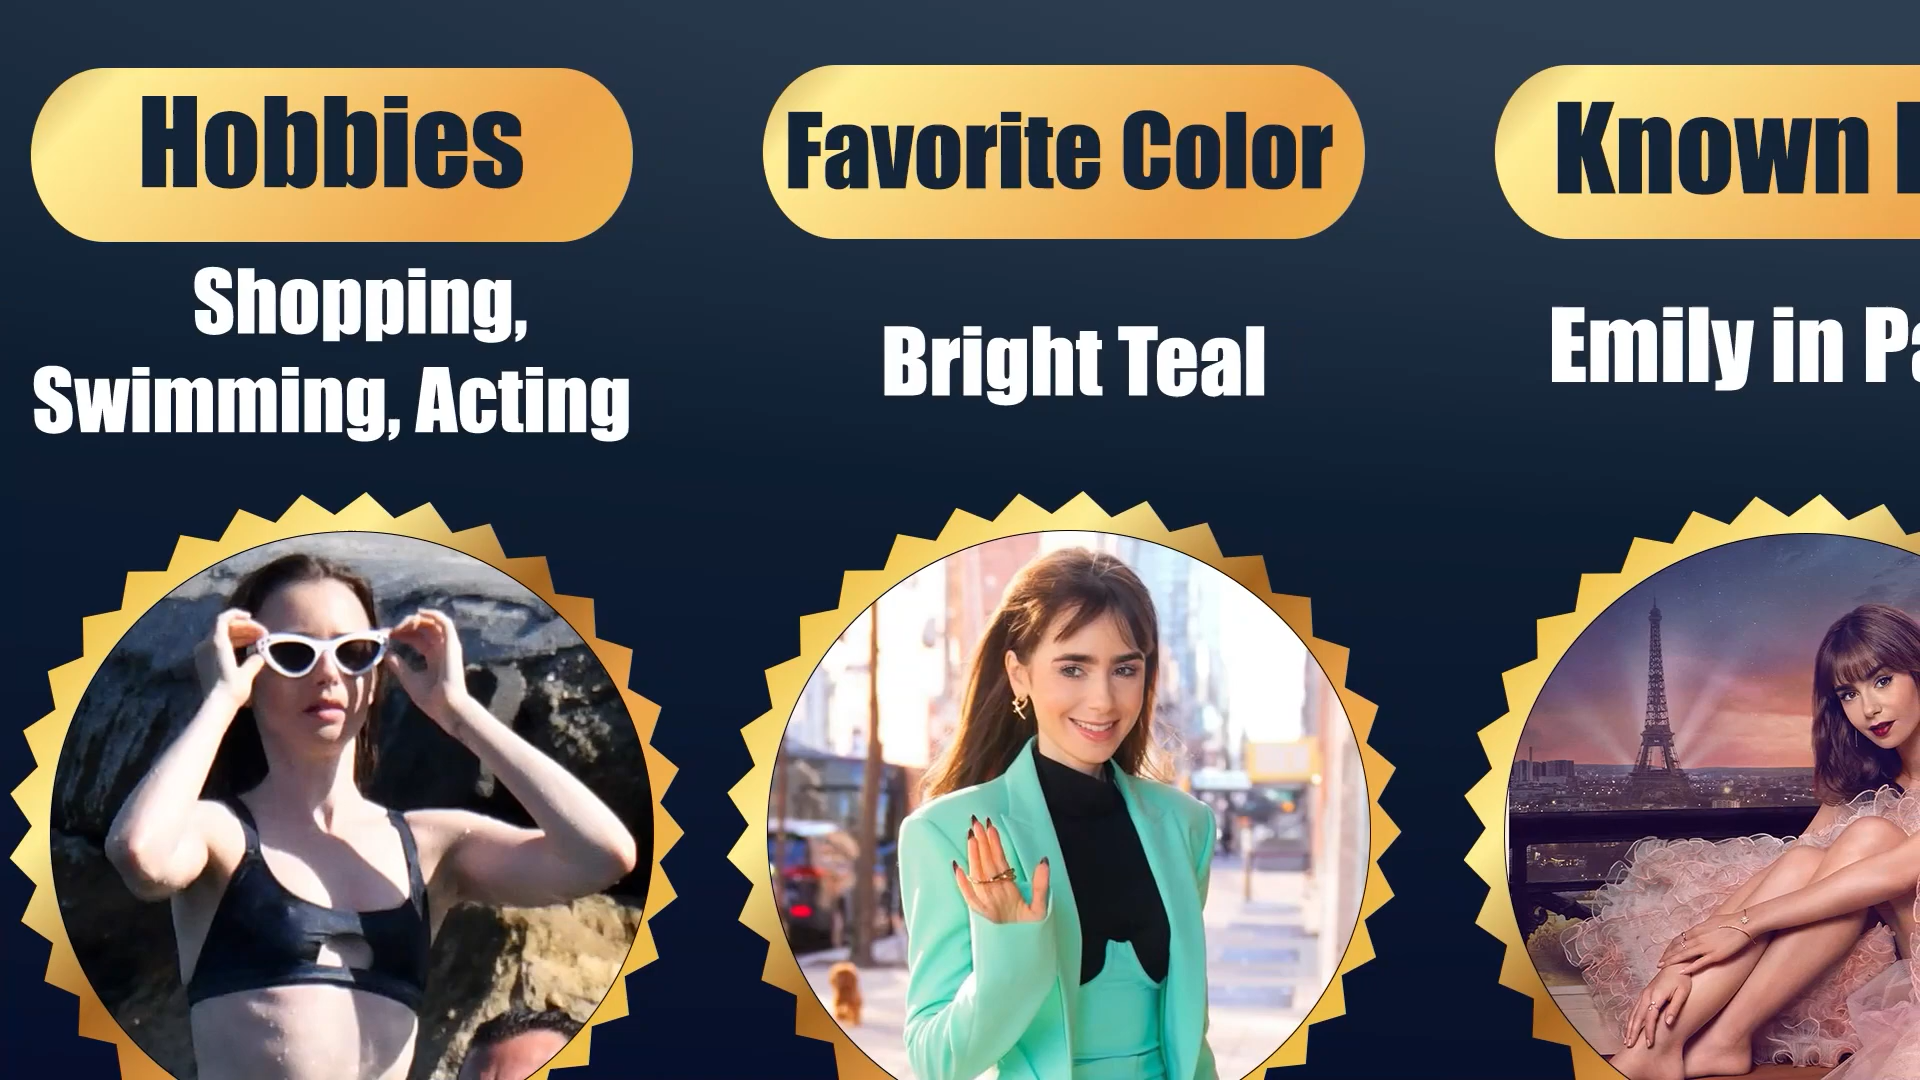 Hobbies
Shopping,
Swimming, Acting
Favorite Color
Bright Teal
Known
Emily in